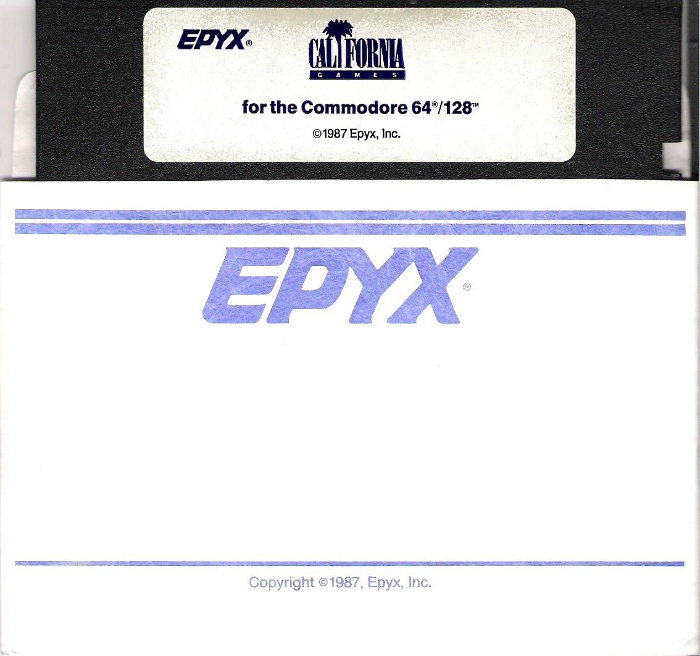 EPYX®
CALIFORNIA
GAMES
for the Commodore 64®/128™
©1987 Epyx, Inc.
EPYX®
Copyright ©1987, Epyx, Inc.